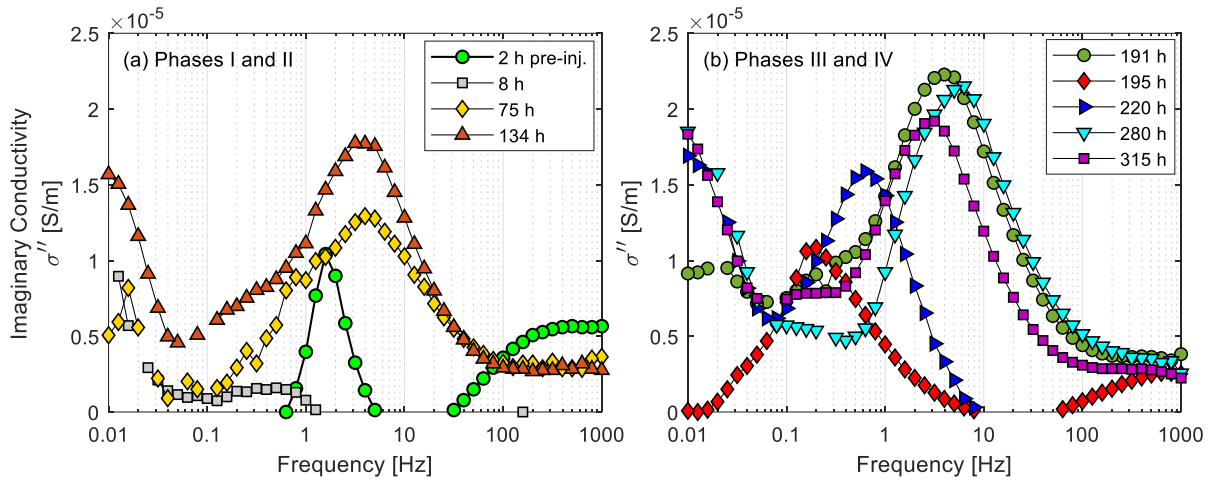 ×10⁻⁵
2.5
2
1.5
1
0.5
0
Imaginary Conductivity
σ'' [S/m]
(a) Phases I and II
2 h pre-inj.
8 h
75 h
134 h
0.01
0.1
1
10
100
1000
Frequency [Hz]
×10⁻⁵
2.5
2
1.5
1
0.5
0
σ'' [S/m]
(b) Phases III and IV
191 h
195 h
220 h
280 h
315 h
0.01
0.1
1
10
100
1000
Frequency [Hz]